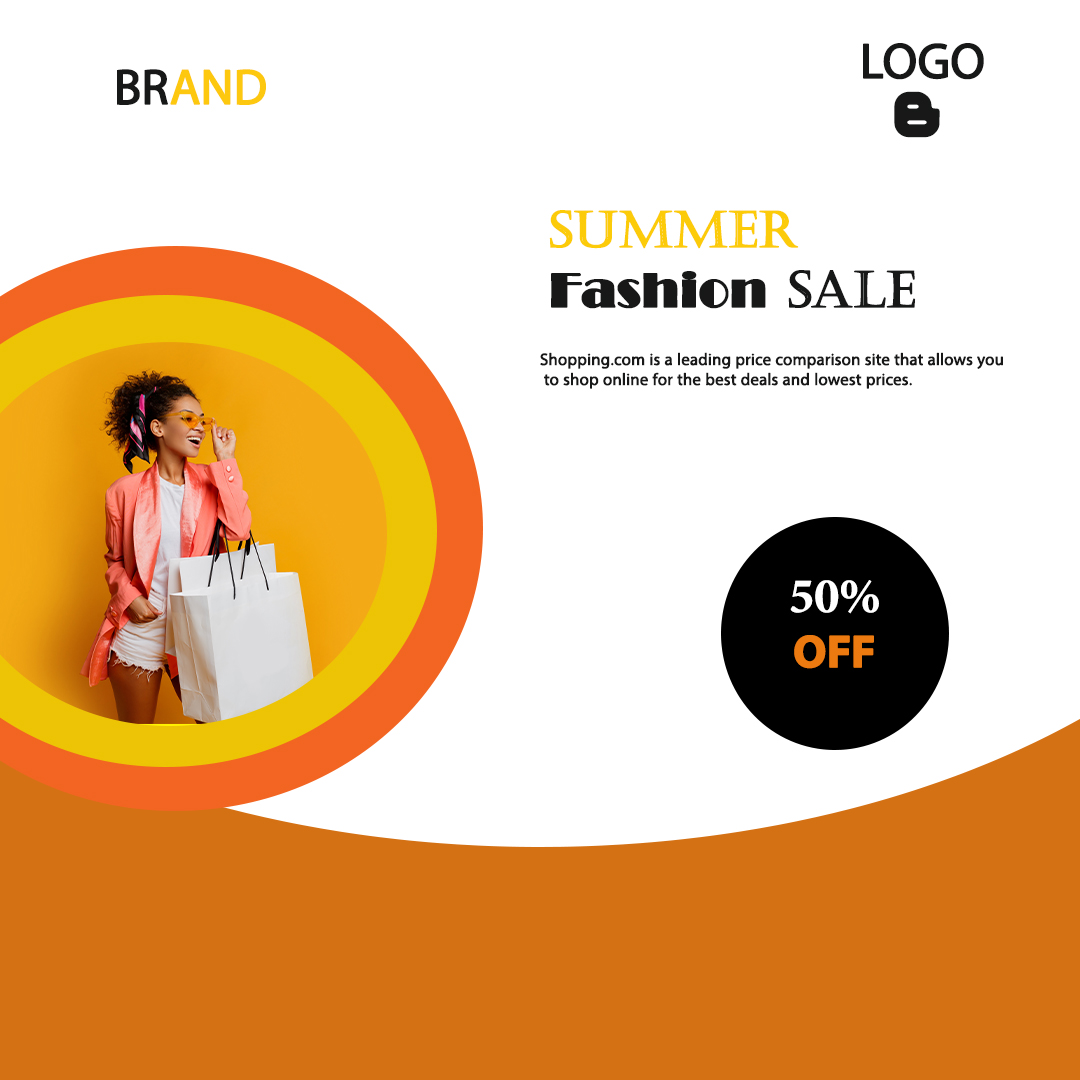 BRAND
LOGO
SUMMER
Fashion SALE
Shopping.com is a leading price comparison site that allows you
to shop online for the best deals and lowest prices.
50%
OFF